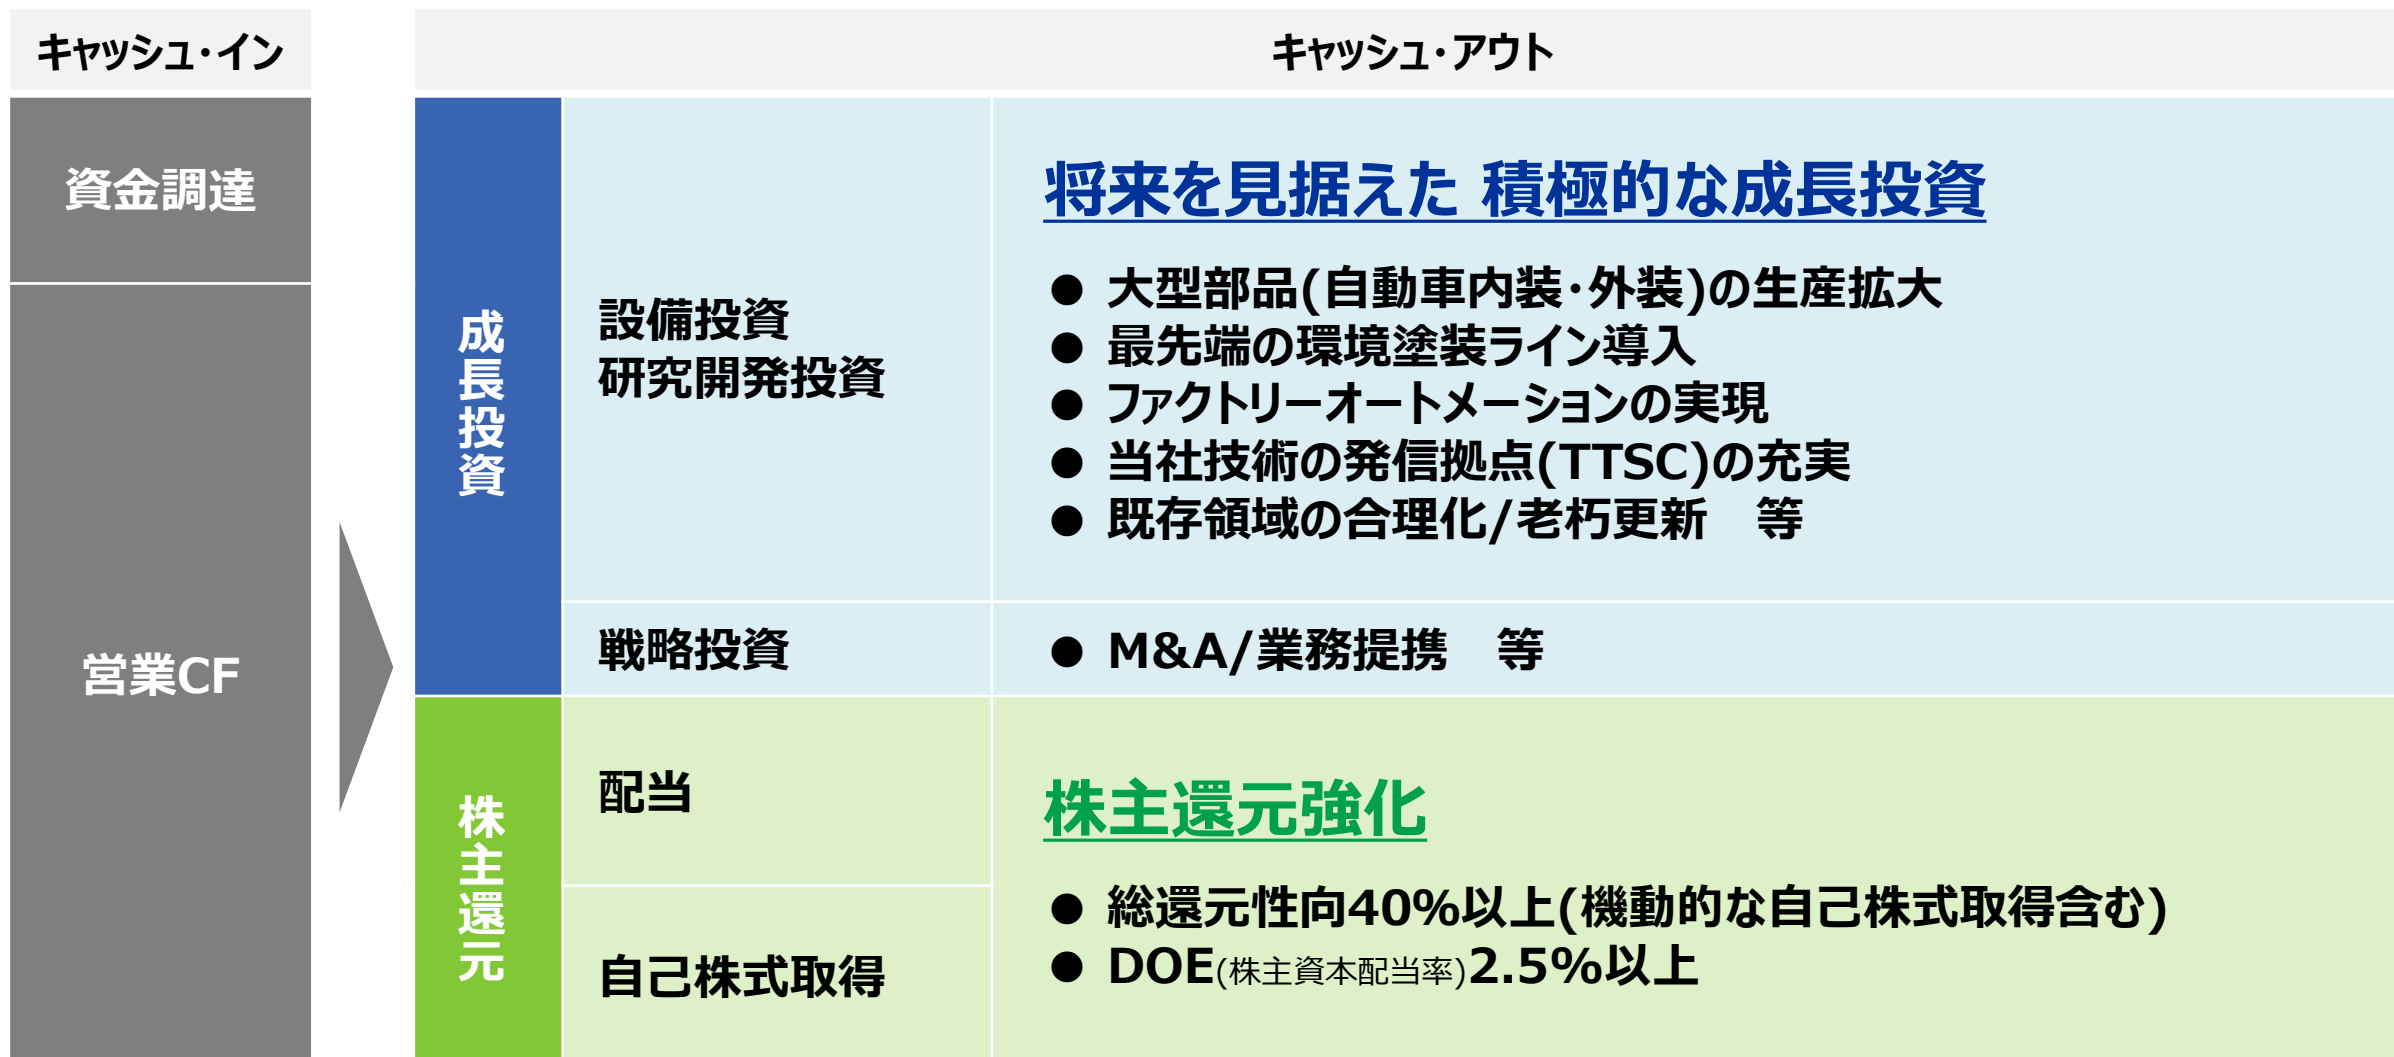 キャッシュ・イン
キャッシュ・アウト
資金調達
営業CF
成長投資
設備投資
研究開発投資
将来を見据えた 積極的な成長投資
● 大型部品(自動車内装・外装)の生産拡大
● 最先端の環境塗装ライン導入
● ファクトリーオートメーションの実現
● 当社技術の発信拠点(TTSC)の充実
● 既存領域の合理化/老朽更新　等
戦略投資
● M&A/業務提携　等
株主還元
配当
自己株式取得
株主還元強化
● 総還元性向40%以上(機動的な自己株式取得含む)
● DOE(株主資本配当率)2.5%以上